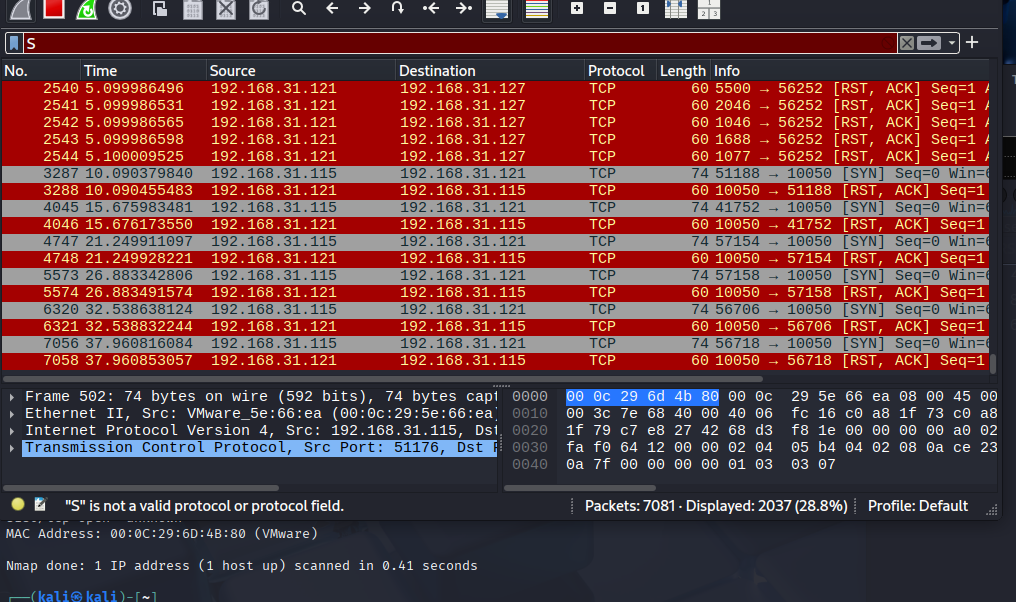 S
No. Time Source Destination Protocol Length Info
2540 5.099986496 192.168.31.121 192.168.31.127 TCP 60 5500 → 56252 [RST, ACK] Seq=1 A
2541 5.099986531 192.168.31.121 192.168.31.127 TCP 60 2046 → 56252 [RST, ACK] Seq=1 A
2542 5.099986565 192.168.31.121 192.168.31.127 TCP 60 1046 → 56252 [RST, ACK] Seq=1 A
2543 5.099986598 192.168.31.121 192.168.31.127 TCP 60 1688 → 56252 [RST, ACK] Seq=1 A
2544 5.100009525 192.168.31.121 192.168.31.127 TCP 60 1077 → 56252 [RST, ACK] Seq=1 A
3287 10.090379840 192.168.31.115 192.168.31.121 TCP 74 51188 → 10050 [SYN] Seq=0 Win=6
3288 10.090455483 192.168.31.121 192.168.31.115 TCP 60 10050 → 51188 [RST, ACK] Seq=1
4045 15.675983481 192.168.31.115 192.168.31.121 TCP 74 41752 → 10050 [SYN] Seq=0 Win=6
4046 15.676173550 192.168.31.121 192.168.31.115 TCP 60 10050 → 41752 [RST, ACK] Seq=1
4747 21.249911097 192.168.31.115 192.168.31.121 TCP 74 57154 → 10050 [SYN] Seq=0 Win=6
4748 21.249928221 192.168.31.121 192.168.31.115 TCP 60 10050 → 57154 [RST, ACK] Seq=1
5573 26.883342806 192.168.31.115 192.168.31.121 TCP 74 57158 → 10050 [SYN] Seq=0 Win=6
5574 26.883491574 192.168.31.121 192.168.31.115 TCP 60 10050 → 57158 [RST, ACK] Seq=1
6320 32.538638124 192.168.31.115 192.168.31.121 TCP 74 56706 → 10050 [SYN] Seq=0 Win=6
6321 32.538832244 192.168.31.121 192.168.31.115 TCP 60 10050 → 56706 [RST, ACK] Seq=1
7056 37.960816084 192.168.31.115 192.168.31.121 TCP 74 56718 → 10050 [SYN] Seq=0 Win=6
7058 37.960853057 192.168.31.121 192.168.31.115 TCP 60 10050 → 56718 [RST, ACK] Seq=1
Frame 502: 74 bytes on wire (592 bits), 74 bytes capt
Ethernet II, Src: VMware_5e:66:ea (00:0c:29:5e:66:ea)
Internet Protocol Version 4, Src: 192.168.31.115, Dst
Transmission Control Protocol, Src Port: 51176, Dst P
0000 00 0c 29 6d 4b 80 00 0c 29 5e 66 ea 08 00 45 00
0010 00 3c 7e 68 40 00 40 06 fc 16 c0 a8 1f 73 c0 a8
0020 1f 79 c7 e8 27 42 68 d3 f8 1e 00 00 00 00 a0 02
0030 fa f0 64 12 00 00 02 04 05 b4 04 02 08 0a ce 23
0040 0a 7f 00 00 00 00 01 03 03 07
"S" is not a valid protocol or protocol field.
Packets: 7081 · Displayed: 2037 (28.8%)
Profile: Default
MAC Address: 00:0C:29:6D:4B:80 (VMware)
Nmap done: 1 IP address (1 host up) scanned in 0.41 seconds
(kali㉿kali)-[~]